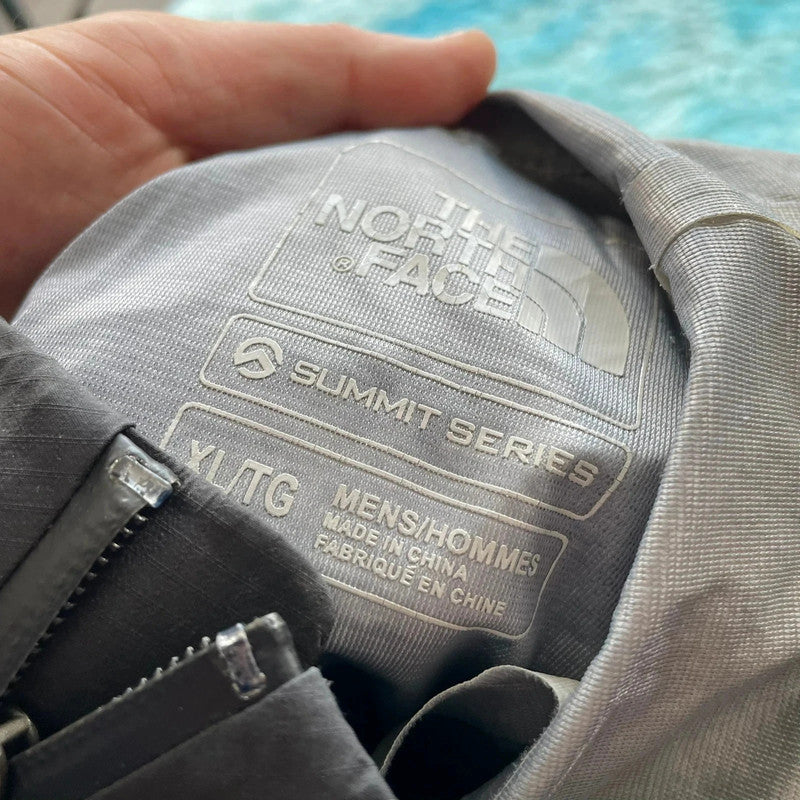 THE
NORTH
FACE
®
SUMMIT SERIES
XL/TG
MENS/HOMMES
MADE IN CHINA
FABRIQUÉ EN CHINE